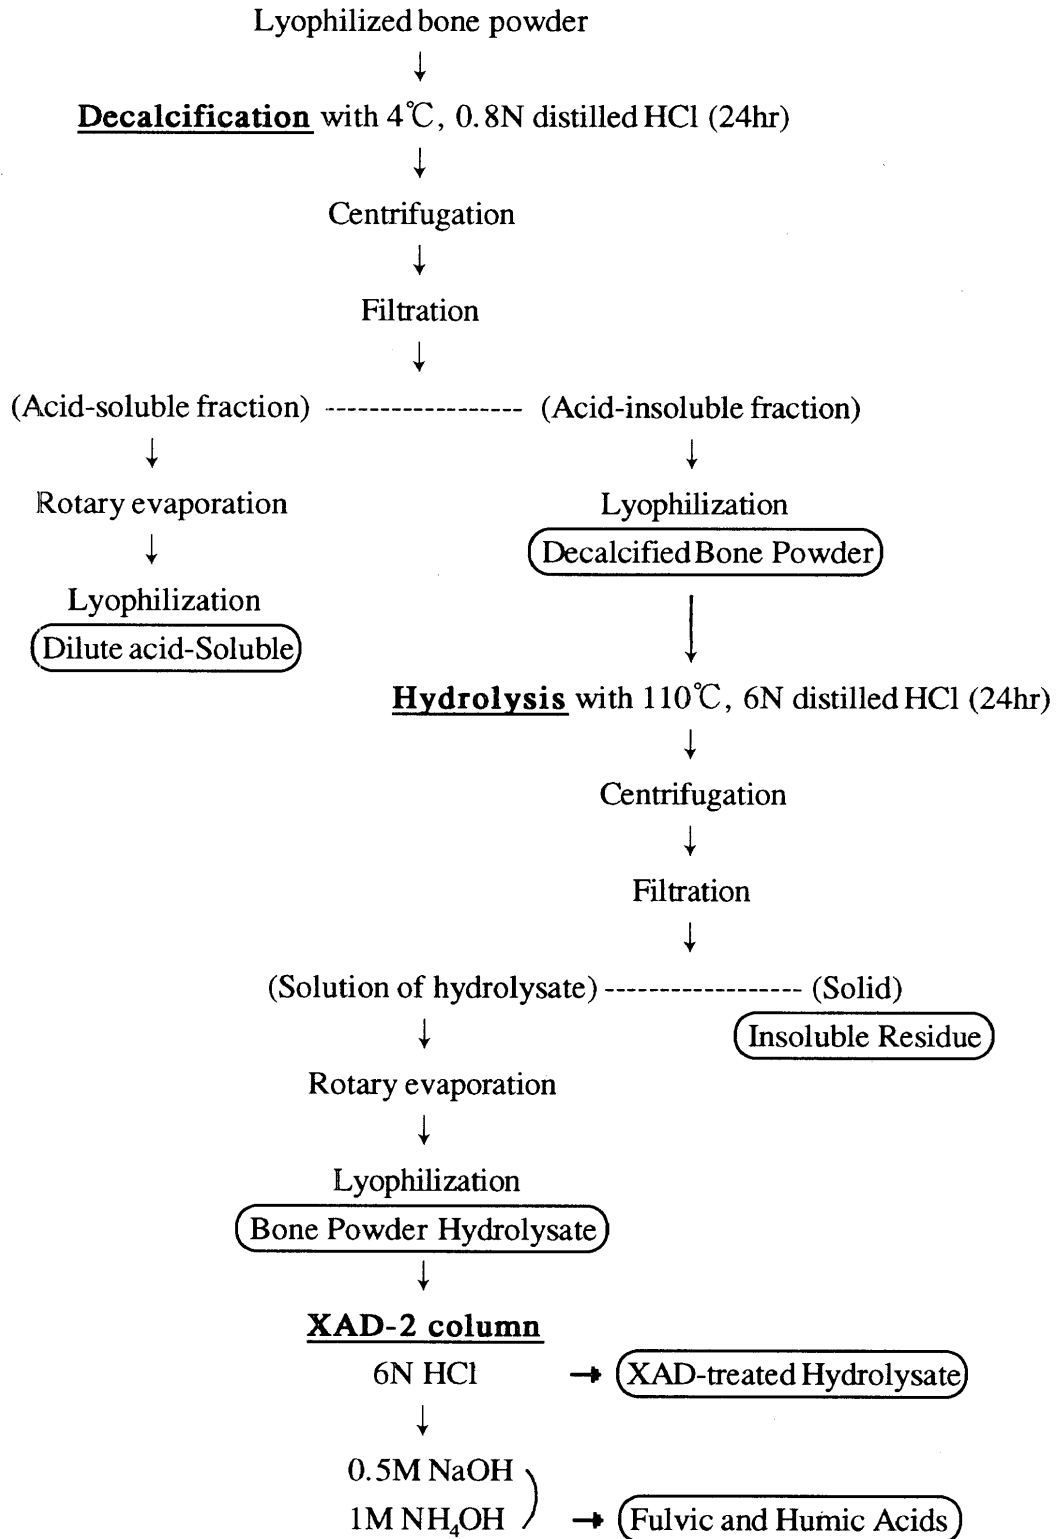 Lyophilized bone powder
↓
Decalcification with 4℃, 0.8N distilled HCl (24hr)
↓
Centrifugation
↓
Filtration
↓
(Acid-soluble fraction) ------------------ (Acid-insoluble fraction)
↓ ↓
Rotary evaporation Lyophilization
↓ Decalcified Bone Powder
Lyophilization ↓
Dilute acid-Soluble
Hydrolysis with 110℃, 6N distilled HCl (24hr)
↓
Centrifugation
↓
Filtration
↓
(Solution of hydrolysate) ------------------ (Solid)
↓ Insoluble Residue
Rotary evaporation
↓
Lyophilization
Bone Powder Hydrolysate
↓
XAD-2 column
6N HCl → XAD-treated Hydrolysate
↓
0.5M NaOH
1M NH₄OH → Fulvic and Humic Acids